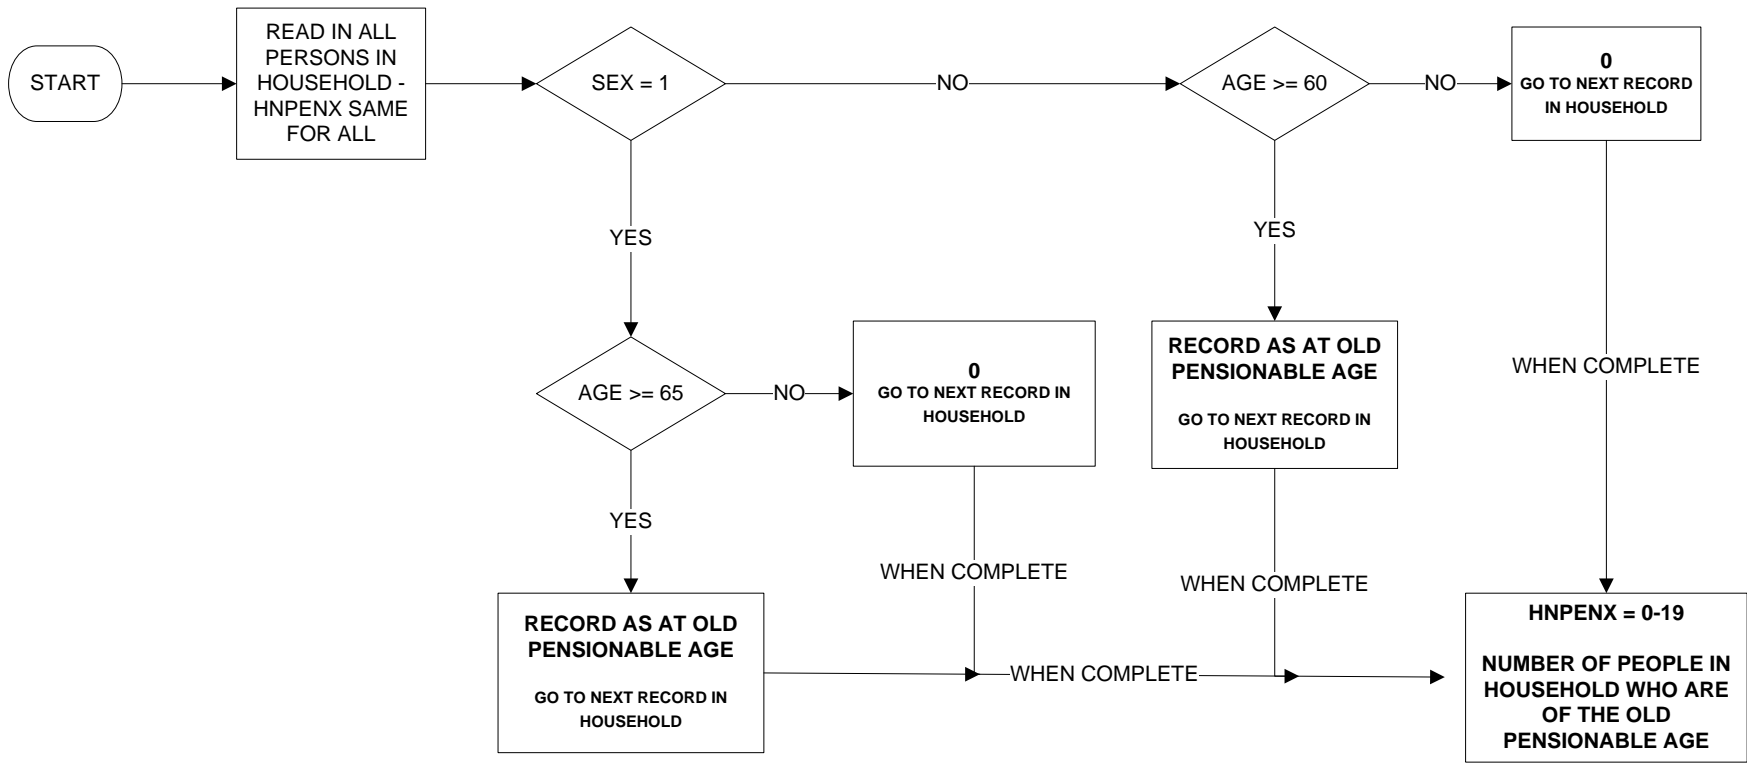 START
READ IN ALL
PERSONS IN
HOUSEHOLD -
HNPENX SAME
FOR ALL
SEX = 1
NO
AGE >= 60
NO
0
GO TO NEXT RECORD
IN HOUSEHOLD
YES
YES
WHEN COMPLETE
AGE >= 65
NO
0
GO TO NEXT RECORD IN
HOUSEHOLD
RECORD AS AT OLD
PENSIONABLE AGE
GO TO NEXT RECORD IN
HOUSEHOLD
YES
WHEN COMPLETE
WHEN COMPLETE
RECORD AS AT OLD
PENSIONABLE AGE
GO TO NEXT RECORD IN
HOUSEHOLD
WHEN COMPLETE
HNPENX = 0-19
NUMBER OF PEOPLE IN
HOUSEHOLD WHO ARE
OF THE OLD
PENSIONABLE AGE